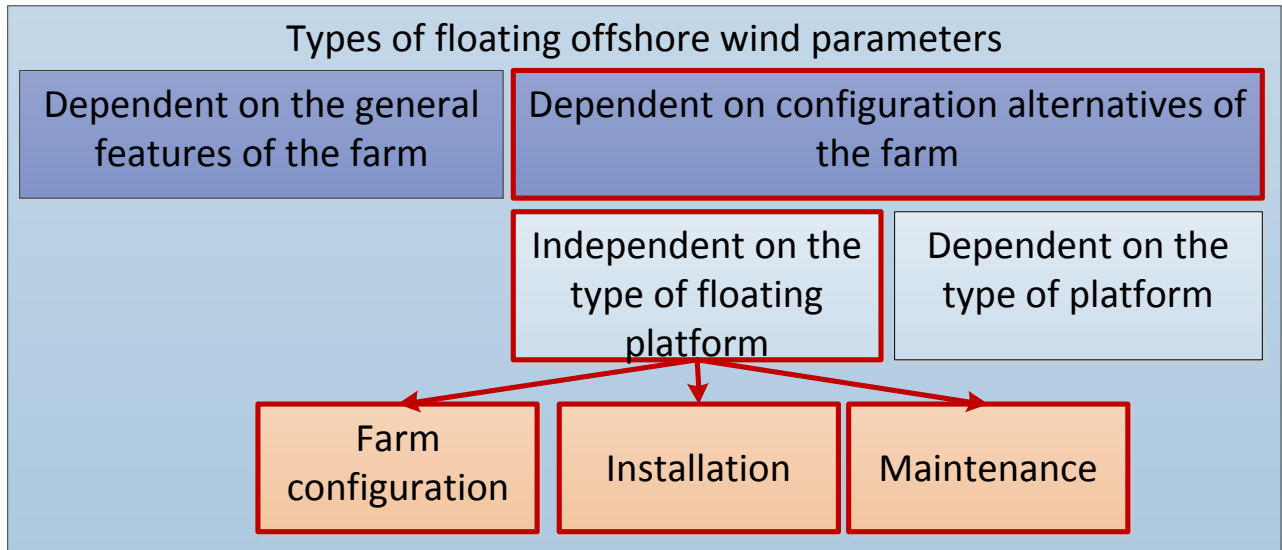 Types of floating offshore wind parameters
Dependent on the general
features of the farm
Dependent on configuration alternatives of
the farm
Independent on the
type of floating
platform
Dependent on the
type of platform
Farm
configuration
Installation
Maintenance